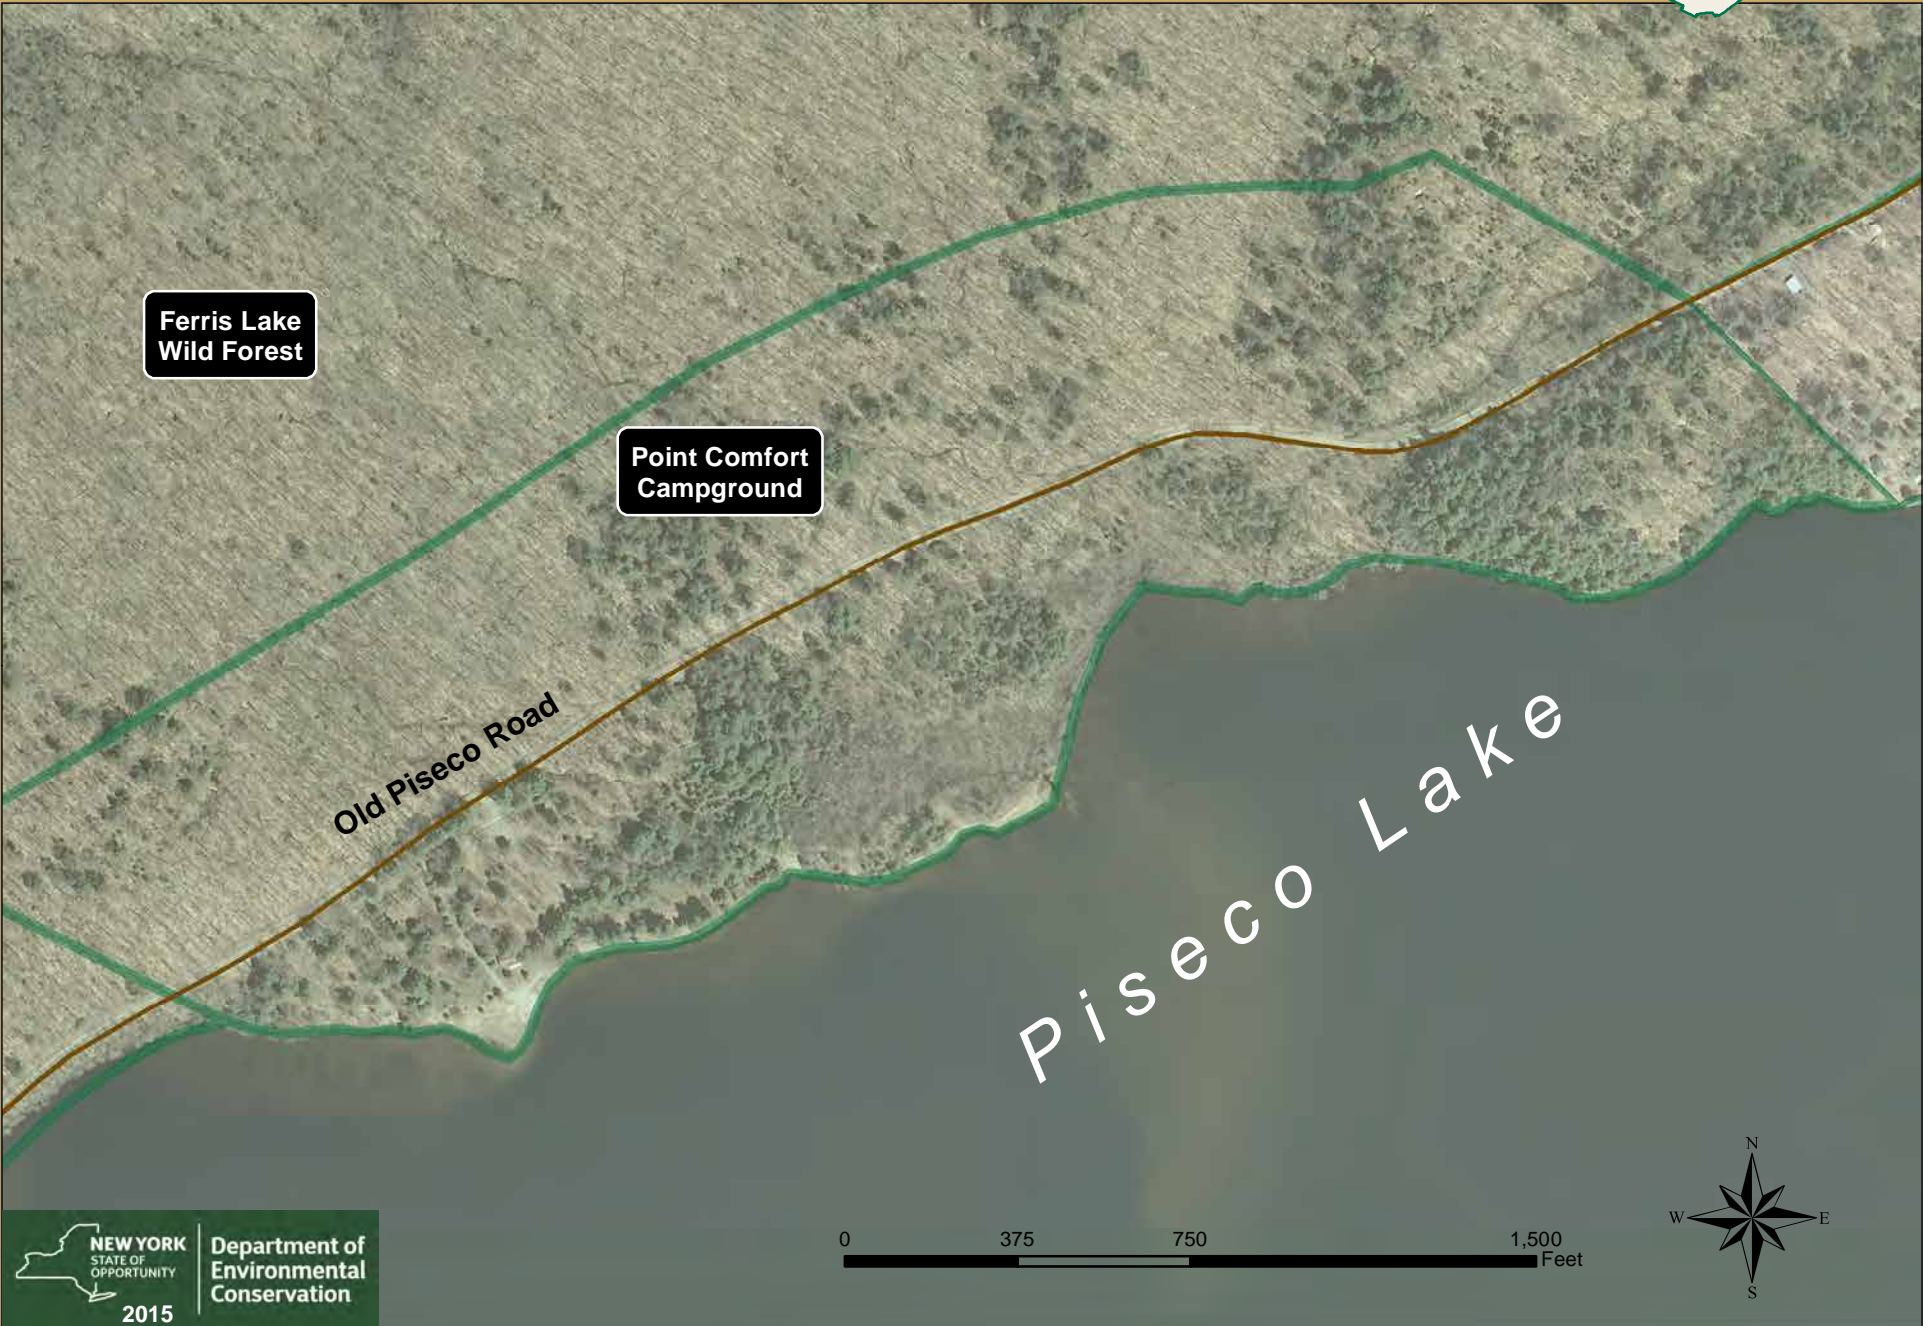 Ferris Lake
Wild Forest
Point Comfort
Campground
Old Piseco Road
Piseco Lake
N
W
E
S
0
375
750
1,500
Feet
NEW YORK
STATE OF
OPPORTUNITY
2015
Department of
Environmental
Conservation